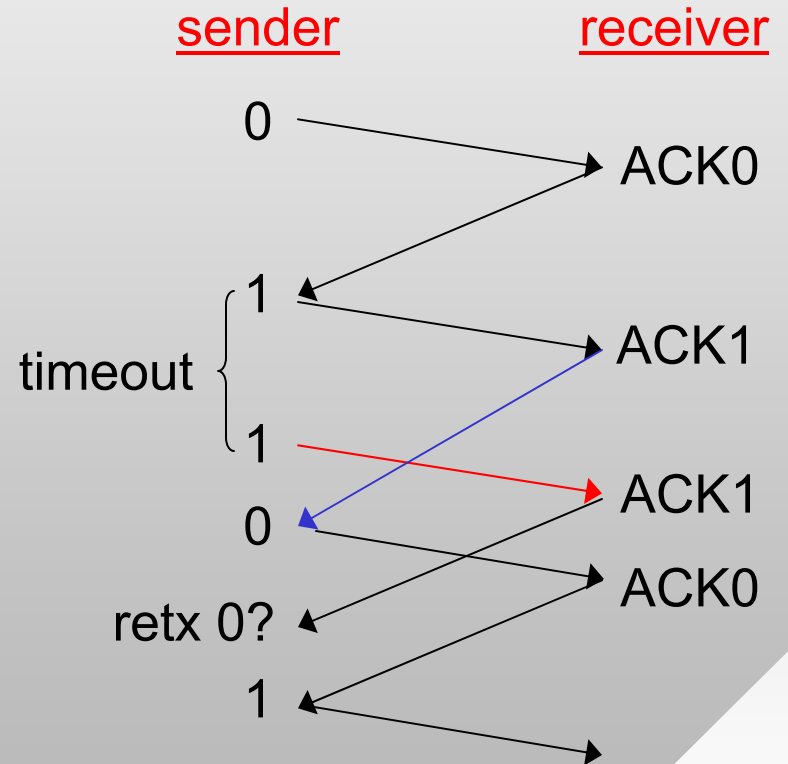 sender receiver
0
ACK0
1
ACK1
timeout
1
ACK1
0
ACK0
retx 0?
1